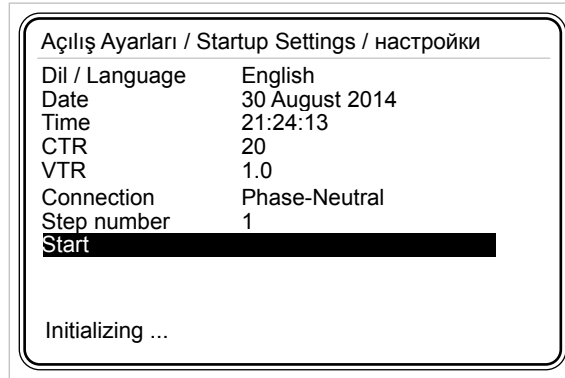 Açılış Ayarları / Startup Settings / настройки
Dil / Language English
Date 30 August 2014
Time 21:24:13
CTR 20
VTR 1.0
Connection Phase-Neutral
Step number 1
Start
Initializing ...